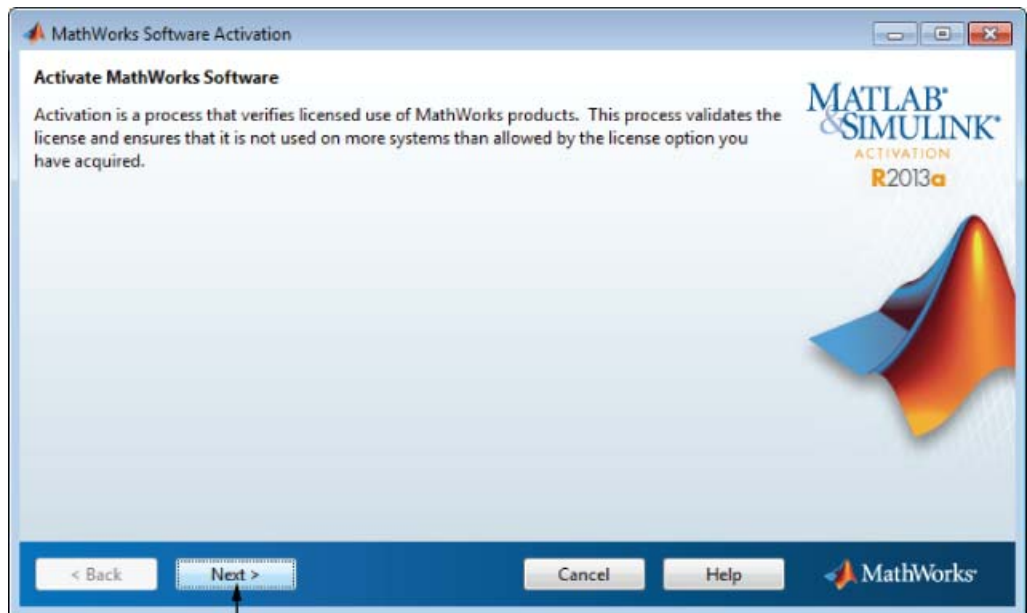 MathWorks Software Activation
Activate MathWorks Software
Activation is a process that verifies licensed use of MathWorks products. This process validates the
license and ensures that it is not used on more systems than allowed by the license option you
have acquired.
MATLAB®
&SIMULINK®
ACTIVATION
R2013a
< Back
Next >
Cancel
Help
MathWorks®